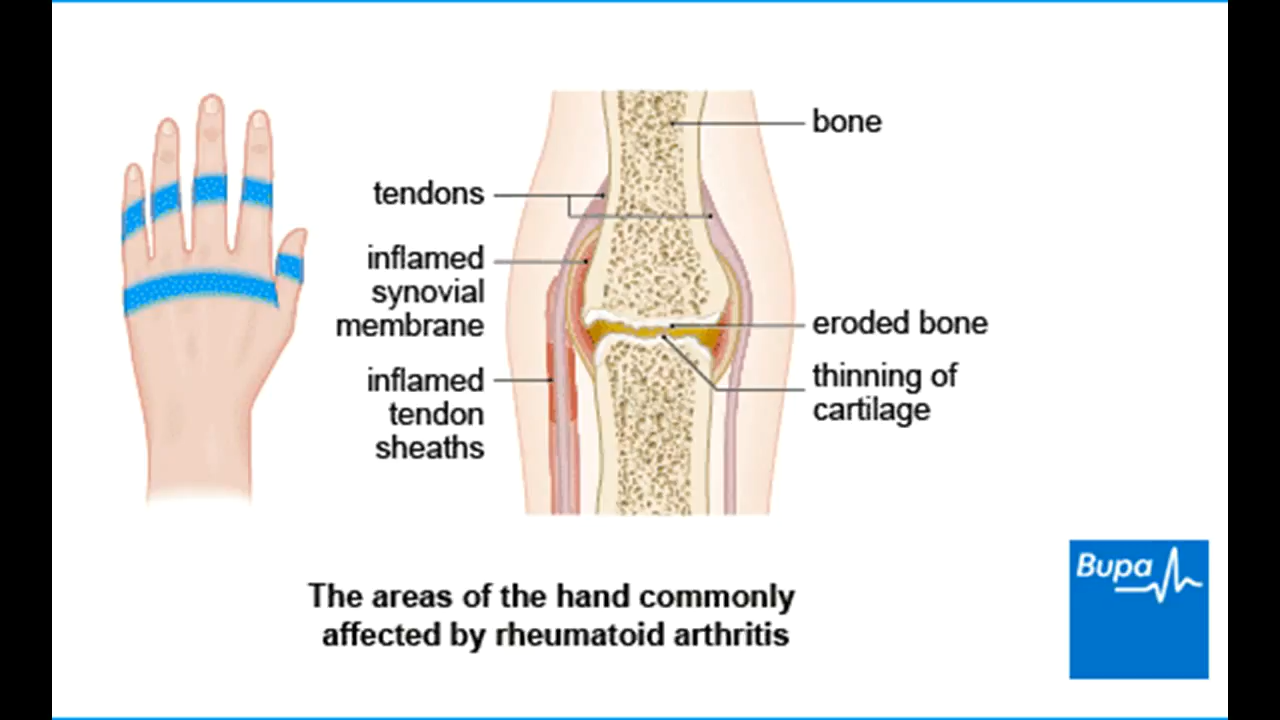 bone
tendons
inflamed
synovial
membrane
eroded bone
thinning of
cartilage
inflamed
tendon
sheaths
The areas of the hand commonly
affected by rheumatoid arthritis
Bupa